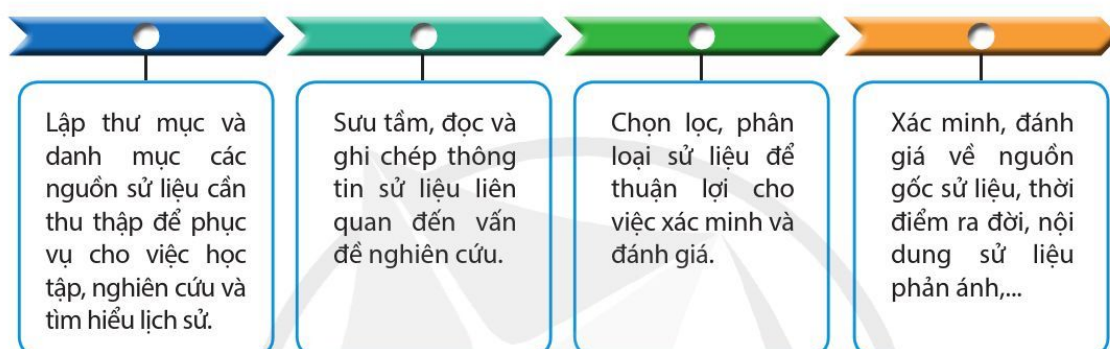 Lập thư mục và
danh mục các
nguồn sử liệu cần
thu thập để phục
vụ cho việc học
tập, nghiên cứu và
tìm hiểu lịch sử.
Sưu tầm, đọc và
ghi chép thông
tin sử liệu liên
quan đến vấn
đề nghiên cứu.
Chọn lọc, phân
loại sử liệu để
thuận lợi cho
việc xác minh và
đánh giá.
Xác minh, đánh
giá về nguồn
gốc sử liệu, thời
điểm ra đời, nội
dung sử liệu
phản ánh,...